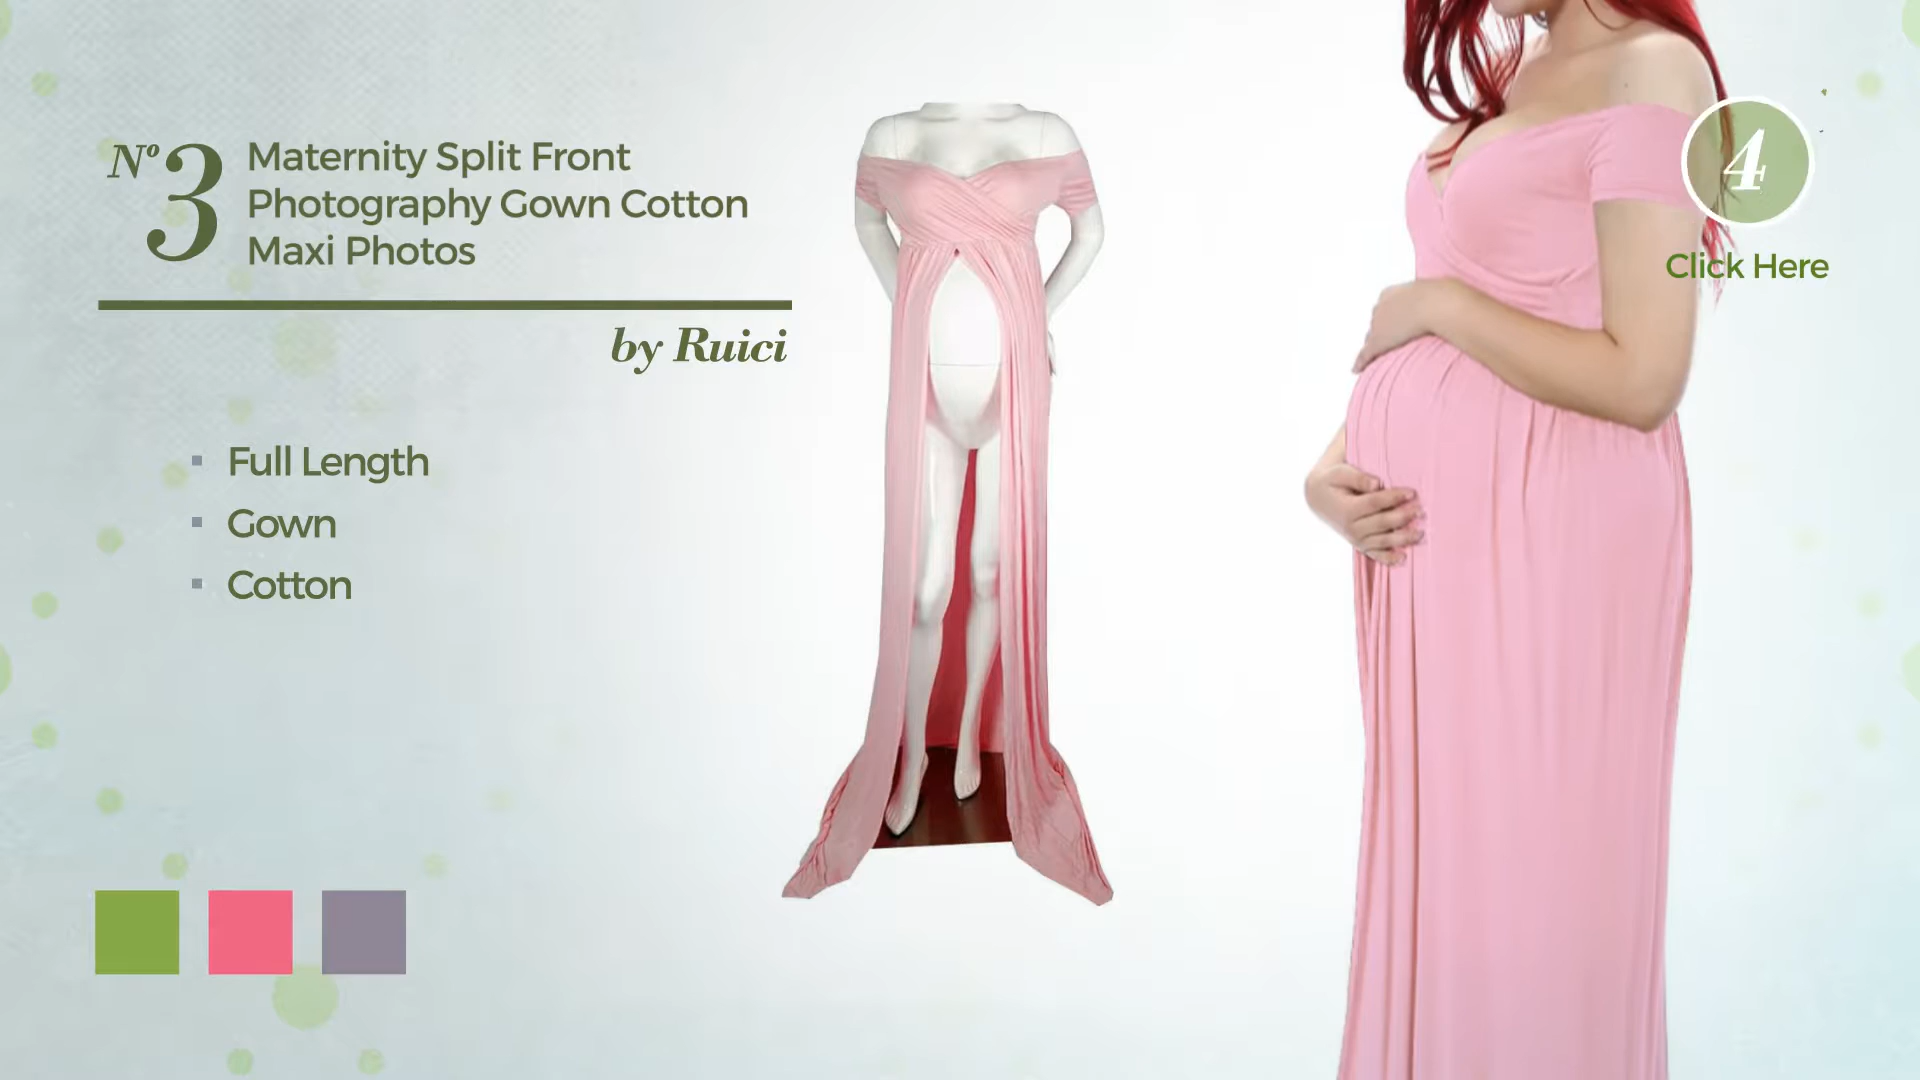 Nº 3
Maternity Split Front
Photography Gown Cotton
Maxi Photos
by Ruici
▪ Full Length
▪ Gown
▪ Cotton
4
Click Here